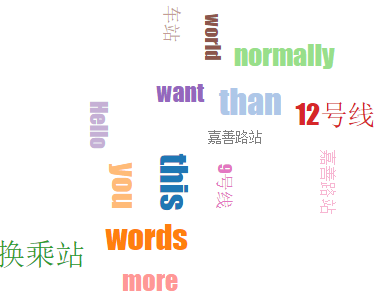 车站
world
normally
want
than
Hello
12号线
嘉善路站
you
this
9号线
嘉善路站
words
换乘站
more